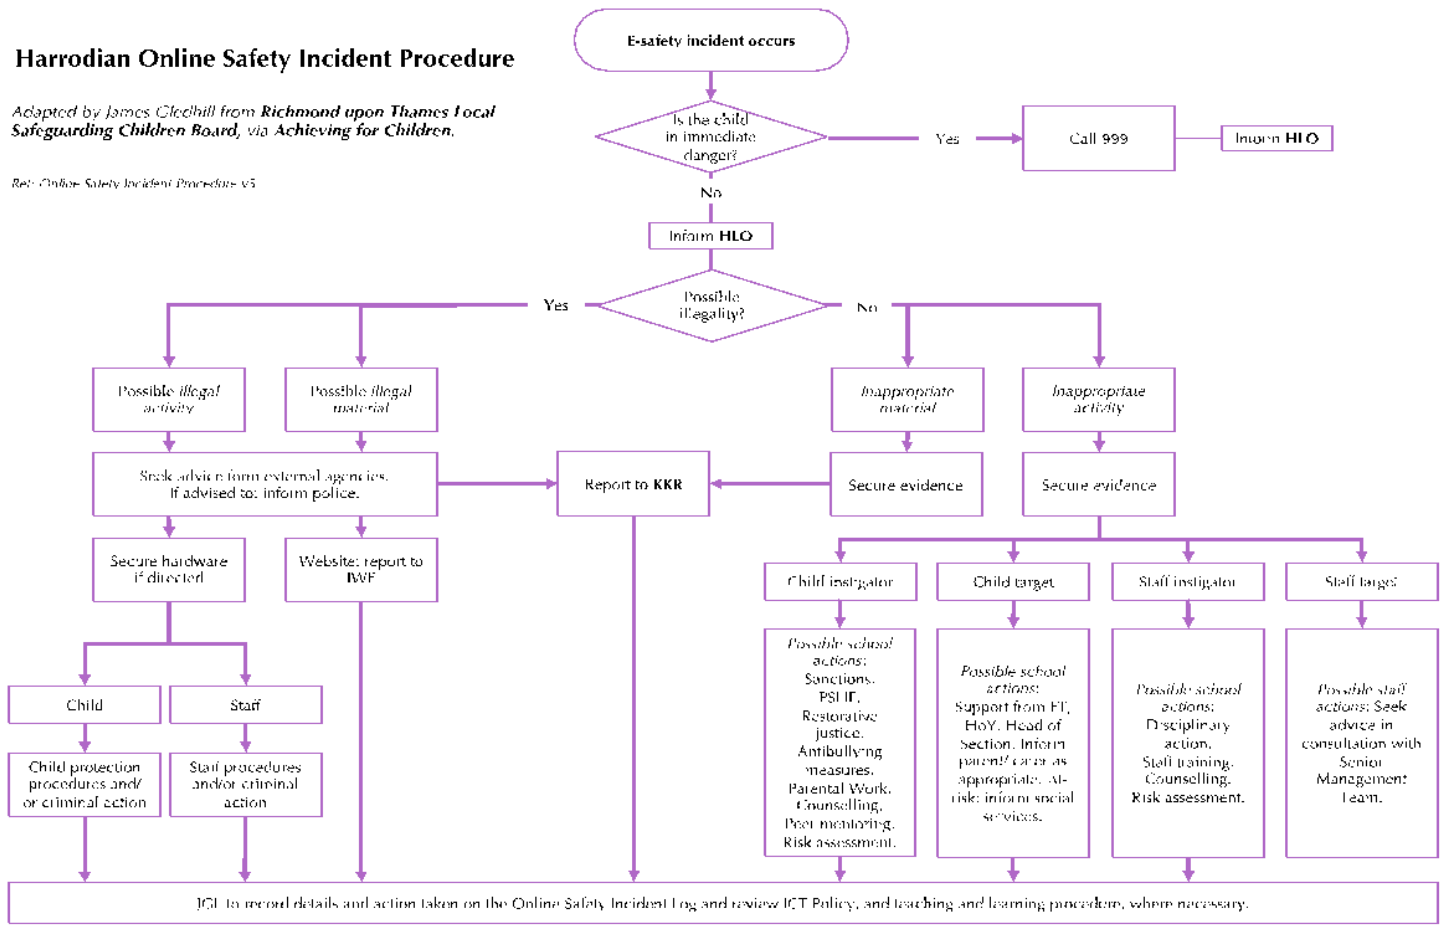 E-safety incident occurs
Harrodian Online Safety Incident Procedure
Adapted by James Gledhill from Richmond upon Thames Local
Safeguarding Children Board, via Achieving for Children.
Ref: Online Safety Incident Procedure v5
Is the child
in immediate
danger?
Yes
Call 999
Inform HLO
No
Inform HLO
Possible
illegality?
Yes
No
Possible illegal
activity
Possible illegal
material
Inappropriate
material
Inappropriate
activity
Seek advice form external agencies.
If advised to: inform police.
Report to KKR
Secure evidence
Secure evidence
Secure hardware
if directed
Website: report to
IWF
Child instigator
Child target
Staff instigator
Staff target
Child
Staff
Child protection
procedures and/
or criminal action
Staff procedures
and/or criminal
action
Possible school
actions:
Sanctions.
PSHE.
Restorative
justice.
Antibullying
measures.
Parental Work.
Counselling.
Peer mentoring.
Risk assessment.
Possible school
actions:
Support from FT,
HoY, Head of
Section. Inform
parent/ carer as
appropriate. At-
risk: inform social
services.
Possible school
actions:
Disciplinary
action.
Staff training.
Counselling.
Risk assessment.
Possible staff
actions: Seek
advice in
consultation with
Senior
Management
Team.
to record details and action taken on the Online Safety Incident Log and review ICT Policy, and teaching and learning procedure, where necessary.